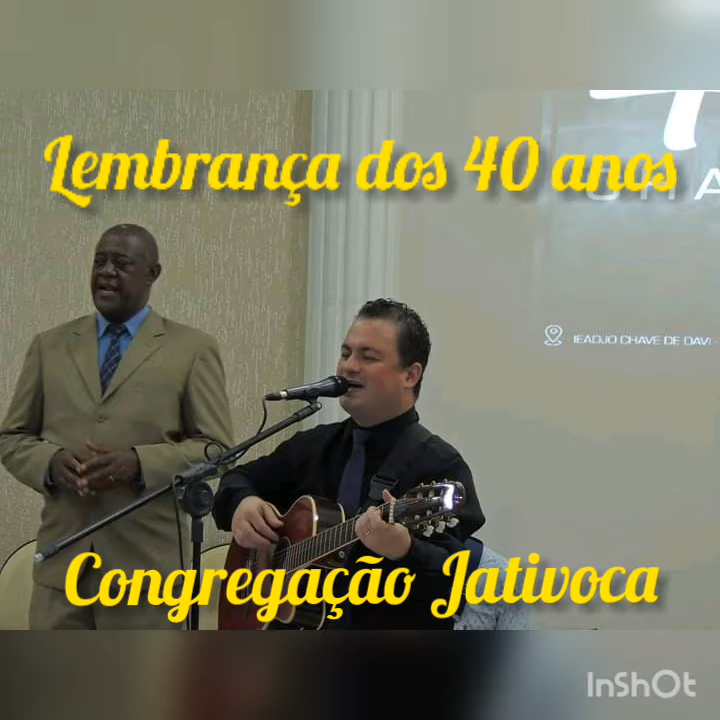 Lembrança dos 40 anos
IEADJO CHAVE DE DAVI
Congregação Jativoca
InShOt